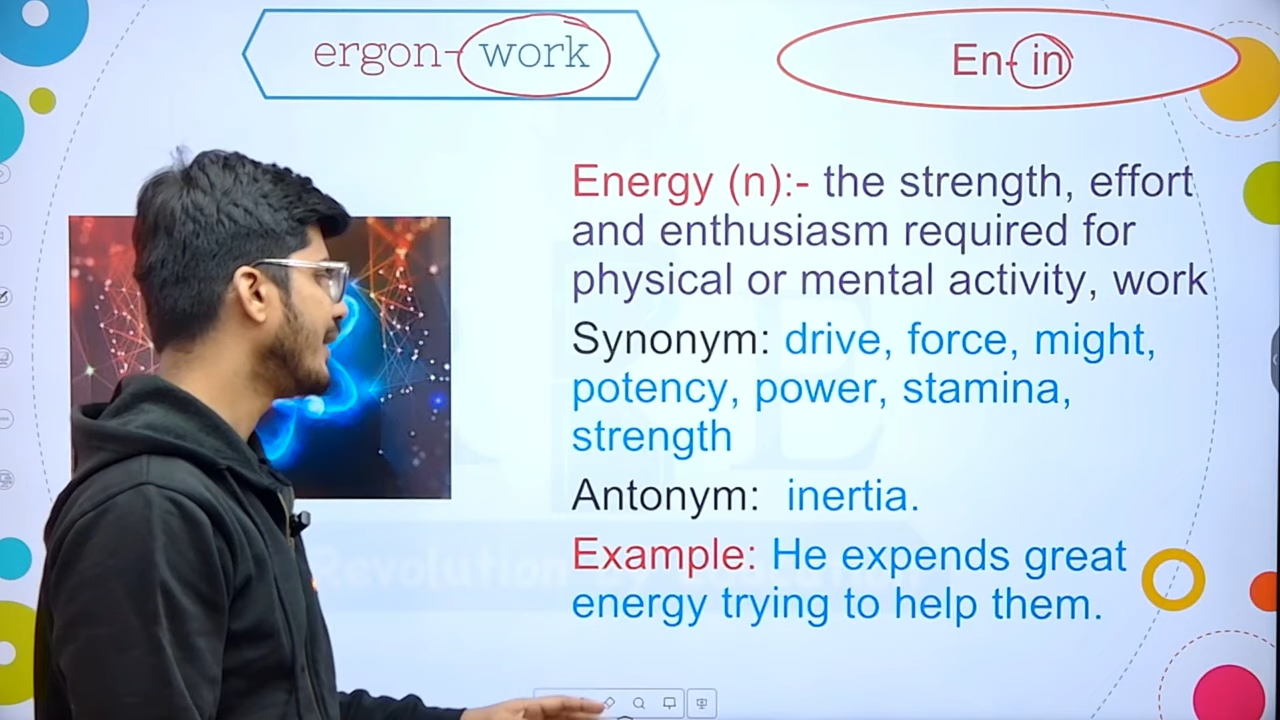 ergon- work
En- in
Energy (n):- the strength, effort
and enthusiasm required for
physical or mental activity, work
Synonym: drive, force, might,
potency, power, stamina,
strength
Antonym: inertia.
Example: He expends great
energy trying to help them.
Revolution